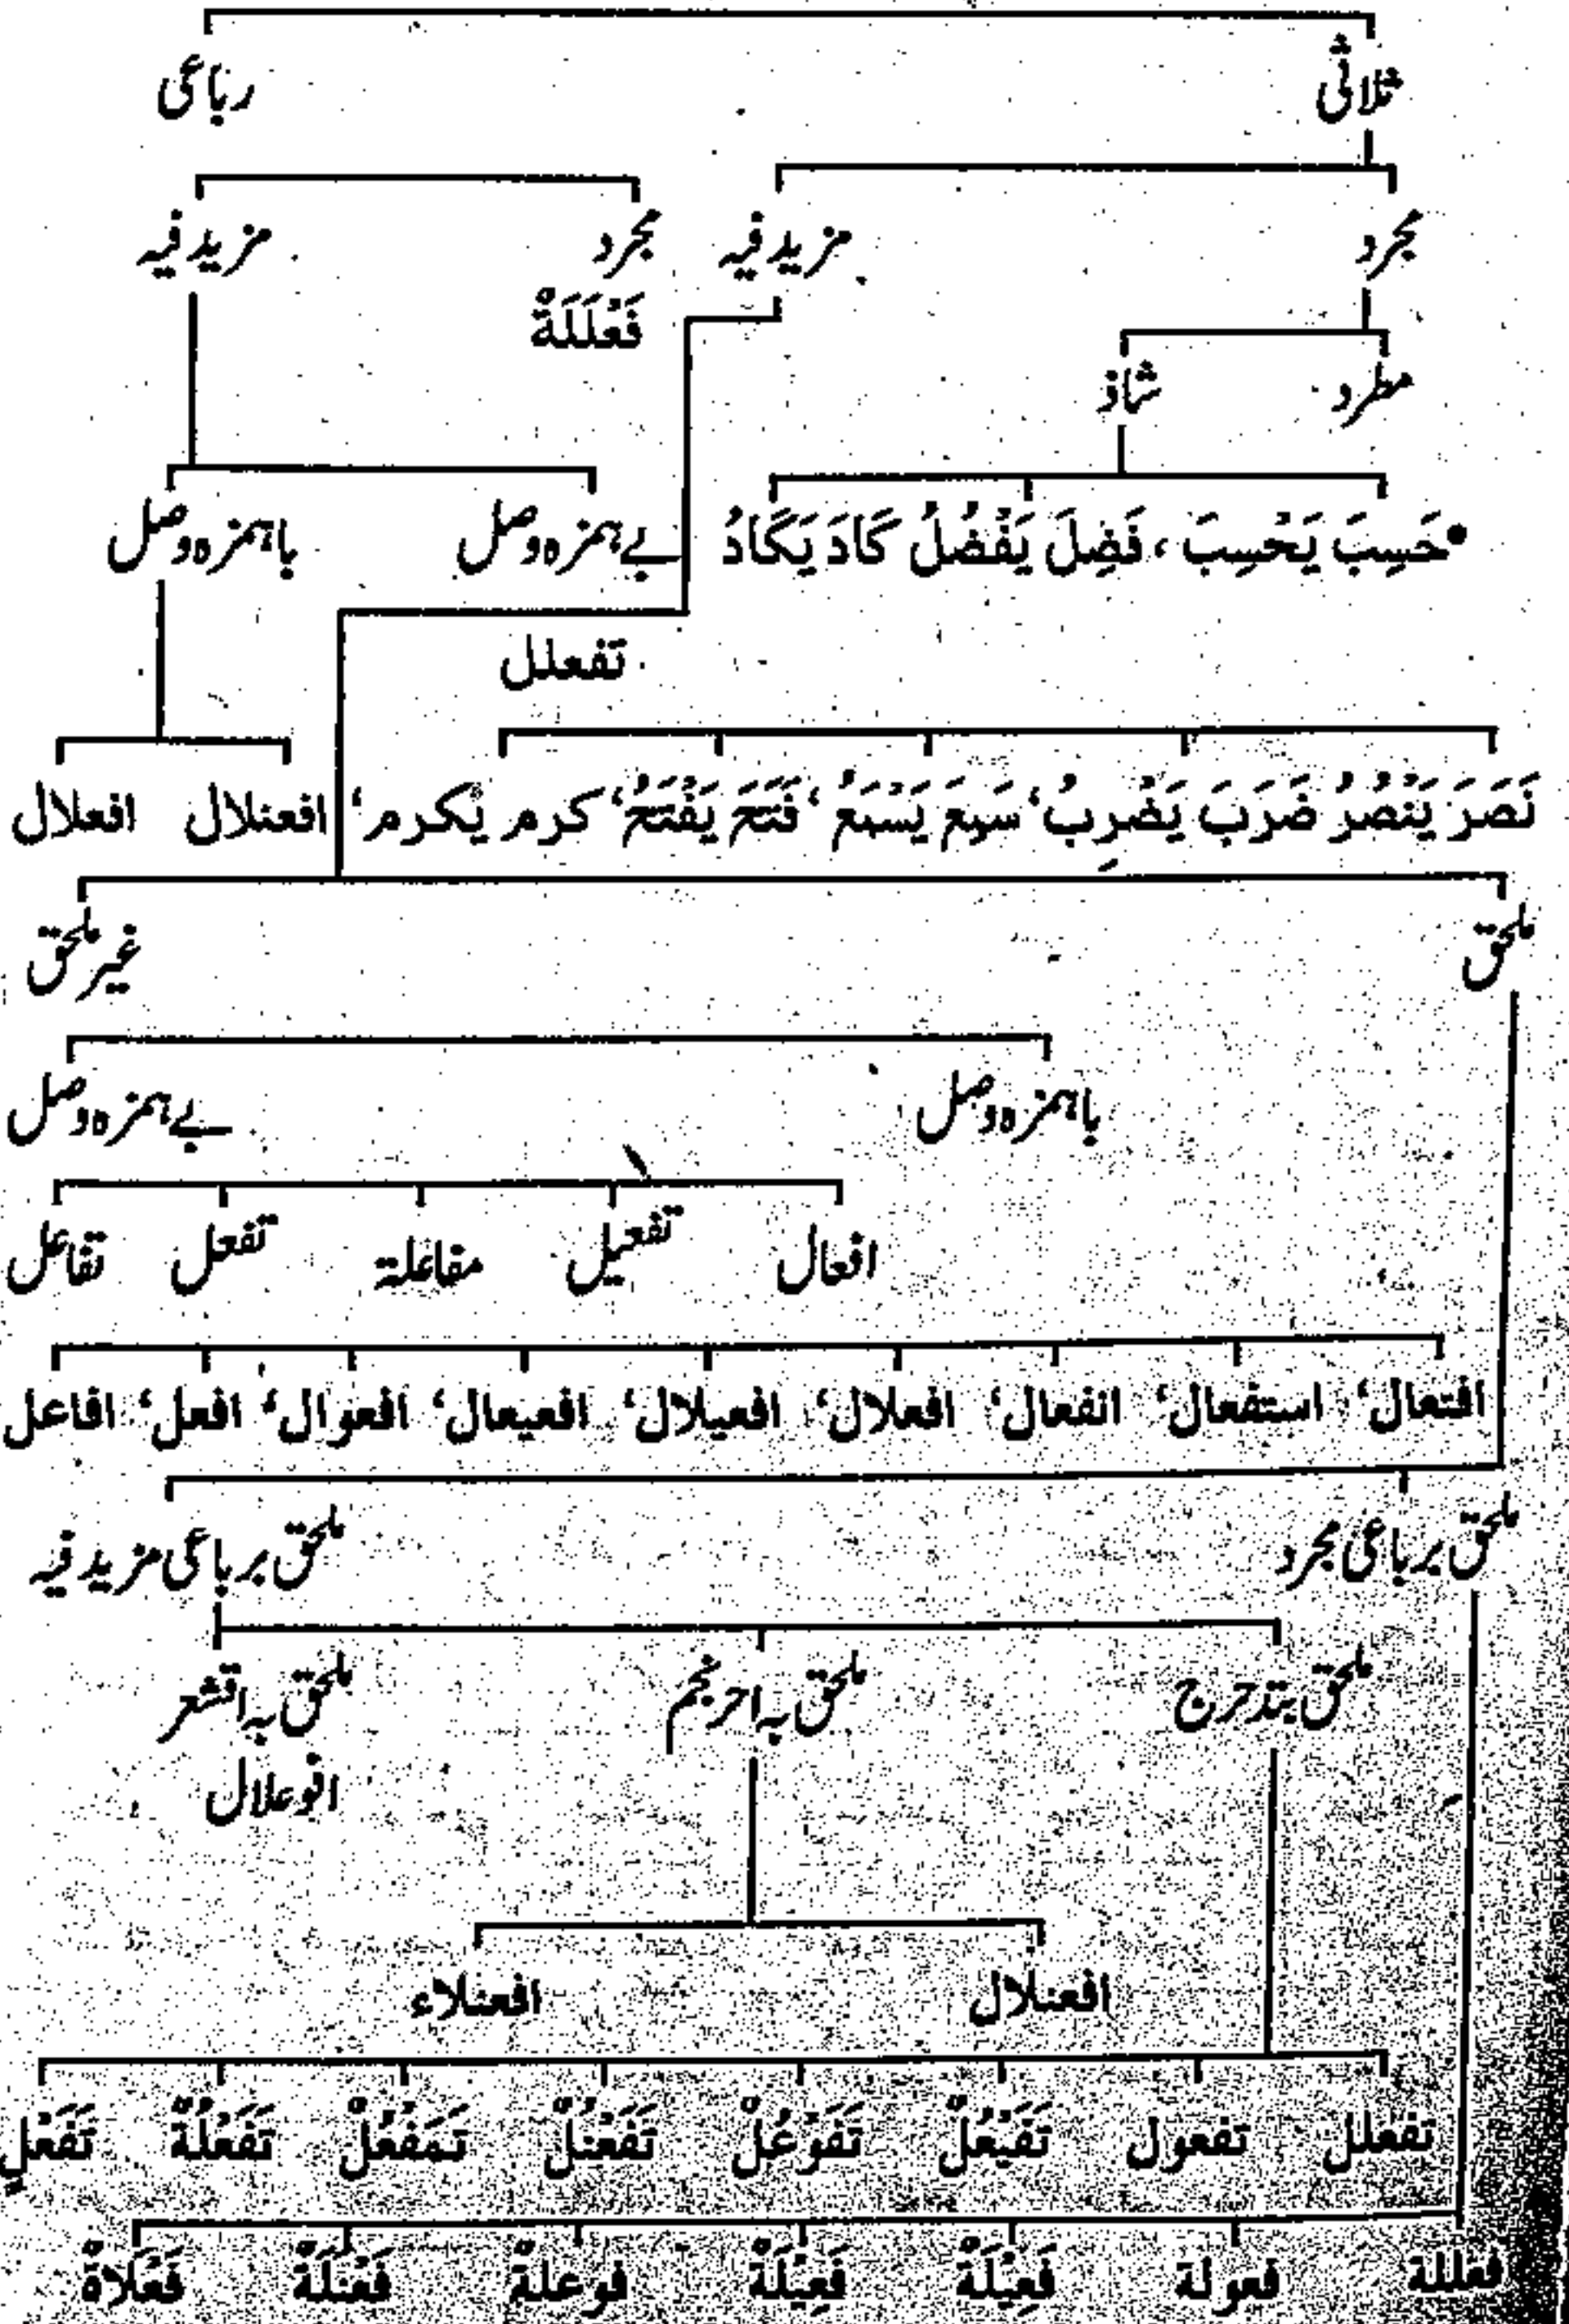 ثلاثی رباعی
مجرد مزید فیہ مجرد مزید فیہ
فَعْلَلَةٌ
مطرد شاذ
•حَسِبَ يَحْسِبَ، فَضِلَ يَفْضُلُ كَادَ يَكَادُ بے ہمزہ وصل باہمزہ وصل
تفعلل
نَصَرَ يَنْصُرُ ضَرَبَ يَضْرِبُ، سَمِعَ يَسْمَعُ، فَتَحَ يَفْتَحُ، كرم يكرم، افعنلال افعلال
ملحق غیر ملحق
باہمزہ وصل بے ہمزہ وصل
افعال تفعیل مفاعلة تفعل تفاعل
افتعال، استفعال، انفعال، افعلال، افعیلال، افعیعال، افعوال، افعل، افاعل
ملحق برباعی مجرد ملحق برباعی مزید فیہ
ملحق بتدحرج ملحق بہ احرنجم ملحق بہ اقشعر
افوعلال
افعنلال افعنلاء
تفعلل تفعول تَفَيْعُلٌ تَفَوْعُلٌ تَفَعْنُلٌ تَمَفْعُلٌ تَفَعْلُةٌ تَفَعْلٍ
فعللة فعولة فَعِيْلَةٌ فَعِيْلَةٌ فوعلةٌ فَعْنَلَةٌ فَعْلَاةٌ